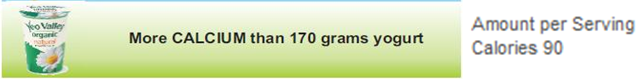 Yeo Valley
organic
natural
More CALCIUM than 170 grams yogurt
Amount per Serving
Calories 90